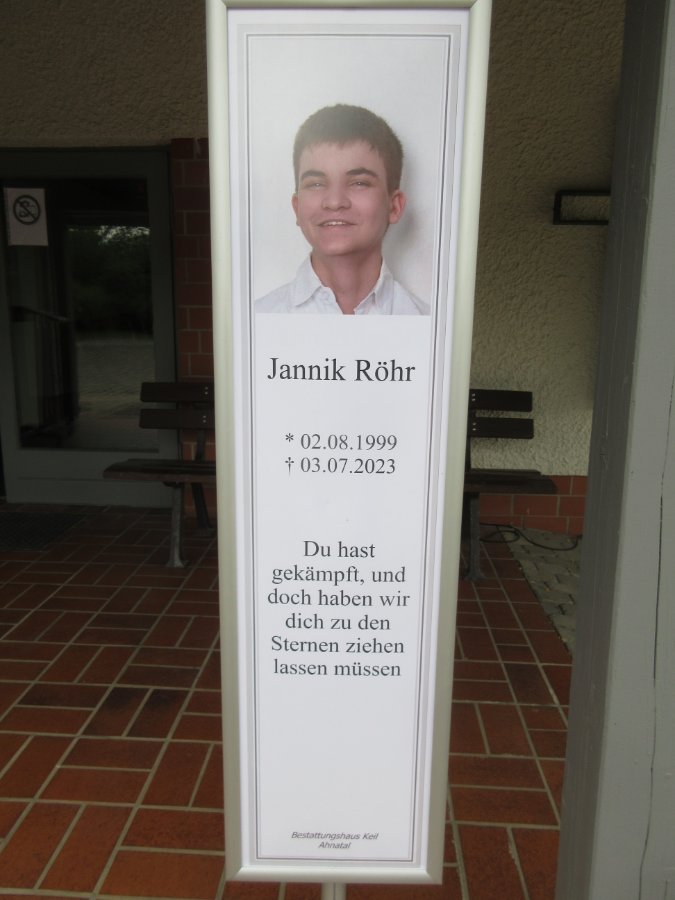 Jannik Röhr
* 02.08.1999
† 03.07.2023
Du hast
gekämpft, und
doch haben wir
dich zu den
Sternen ziehen
lassen müssen
Bestattungshaus Keil
Ahnatal